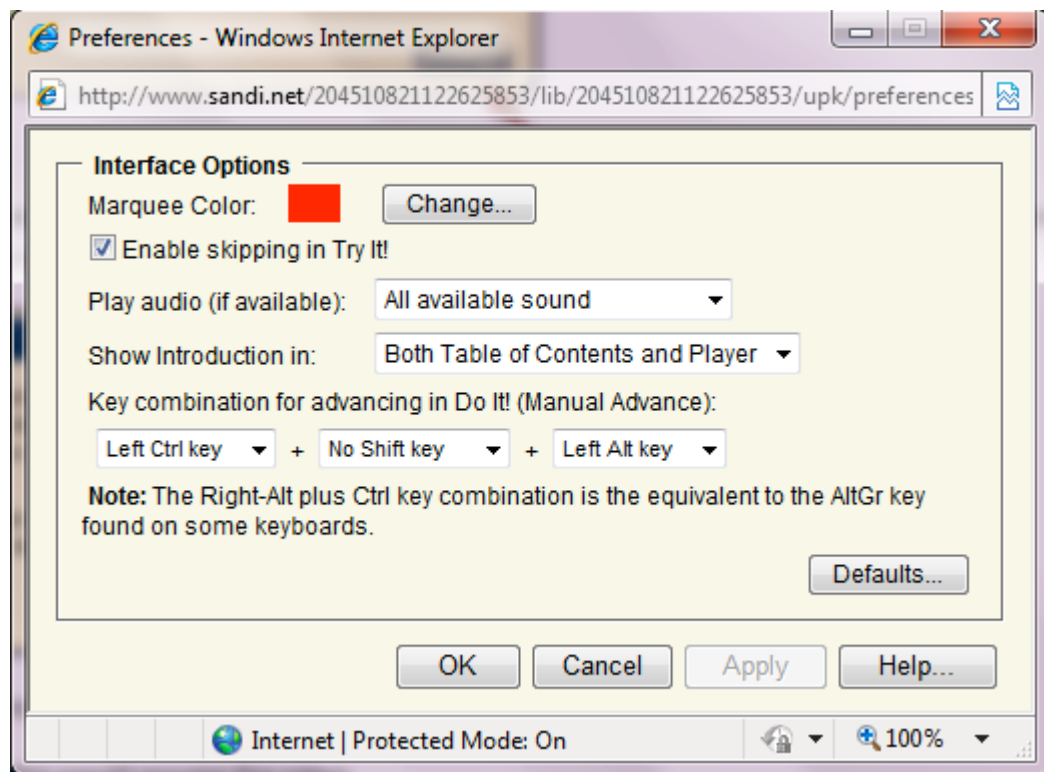 Preferences - Windows Internet Explorer
http://www.sandi.net/204510821122625853/lib/204510821122625853/upk/preferences
Interface Options
Marquee Color: Change...
Enable skipping in Try It!
Play audio (if available): All available sound
Show Introduction in: Both Table of Contents and Player
Key combination for advancing in Do It! (Manual Advance):
Left Ctrl key + No Shift key + Left Alt key
Note: The Right-Alt plus Ctrl key combination is the equivalent to the AltGr key
found on some keyboards.
Defaults...
OK Cancel Apply Help...
Internet | Protected Mode: On 100%